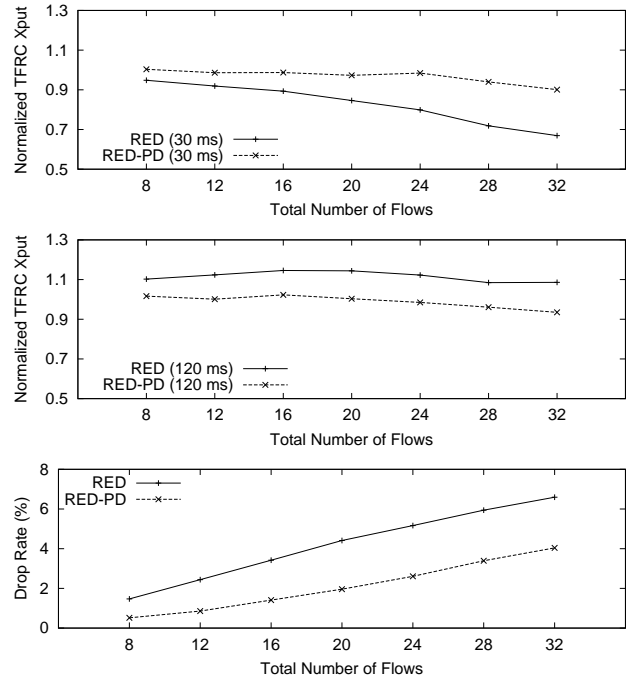 Normalized TFRC Xput
1.3
1.1
0.9
0.7
0.5
RED (30 ms)
RED-PD (30 ms)
8 12 16 20 24 28 32
Total Number of Flows
Normalized TFRC Xput
1.3
1.1
0.9
0.7
0.5
RED (120 ms)
RED-PD (120 ms)
8 12 16 20 24 28 32
Total Number of Flows
Drop Rate (%)
8
6
4
2
0
RED
RED-PD
8 12 16 20 24 28 32
Total Number of Flows